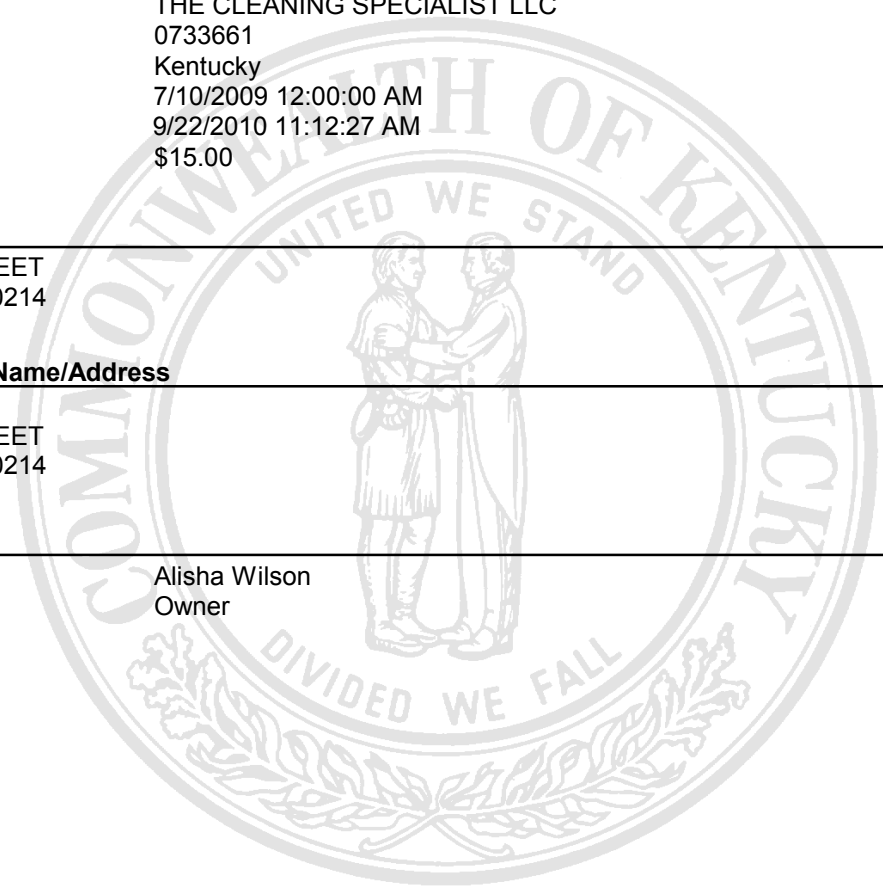 THE CLEANING SPECIALIST LLC
0733661
Kentucky
7/10/2009 12:00:00 AM
9/22/2010 11:12:27 AM
$15.00
COMMONWEALTH OF KENTUCKY
UNITED WE STAND
EET
0214
Name/Address
EET
0214
Alisha Wilson
Owner
DIVIDED WE FALL